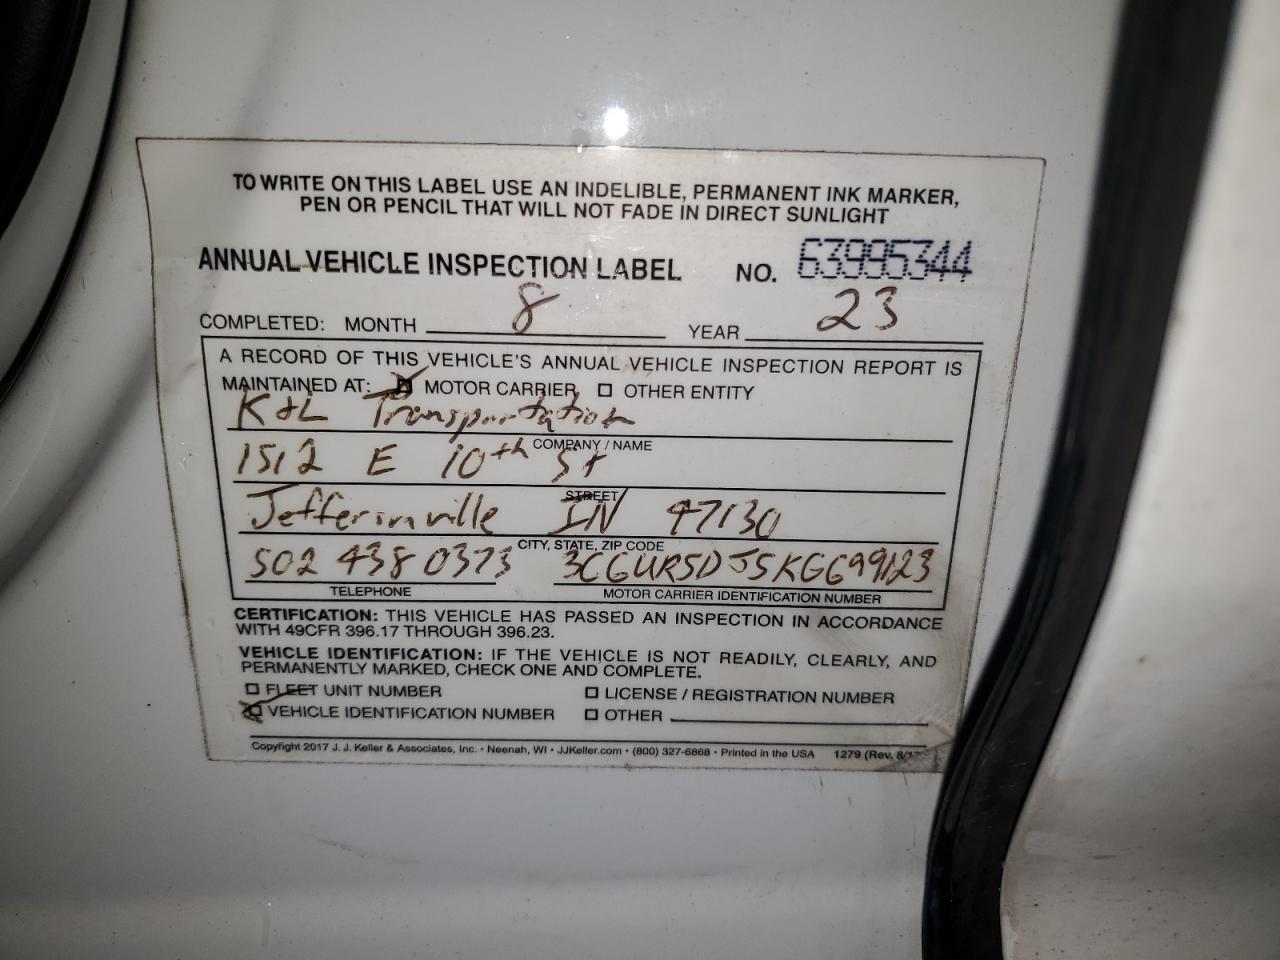 TO WRITE ON THIS LABEL USE AN INDELIBLE, PERMANENT INK MARKER,
PEN OR PENCIL THAT WILL NOT FADE IN DIRECT SUNLIGHT
ANNUAL VEHICLE INSPECTION LABEL NO. 63995344
COMPLETED: MONTH 8 YEAR 23
A RECORD OF THIS VEHICLE'S ANNUAL VEHICLE INSPECTION REPORT IS
MAINTAINED AT: MOTOR CARRIER OTHER ENTITY
K&L Transportation
COMPANY / NAME
1512 E 10th St
STREET
Jeffersonville IN 47130
CITY, STATE, ZIP CODE
502 438 0373
TELEPHONE MOTOR CARRIER IDENTIFICATION NUMBER
CERTIFICATION: THIS VEHICLE HAS PASSED AN INSPECTION IN ACCORDANCE
WITH 49CFR 396.17 THROUGH 396.23.
VEHICLE IDENTIFICATION: IF THE VEHICLE IS NOT READILY, CLEARLY, AND
PERMANENTLY MARKED, CHECK ONE AND COMPLETE.
FLEET UNIT NUMBER LICENSE / REGISTRATION NUMBER
VEHICLE IDENTIFICATION NUMBER OTHER
Copyright 2017 J. J. Keller & Associates, Inc. • Neenah, WI • JJKeller.com • (800) 327-6868 • Printed in the USA 1279 (Rev.